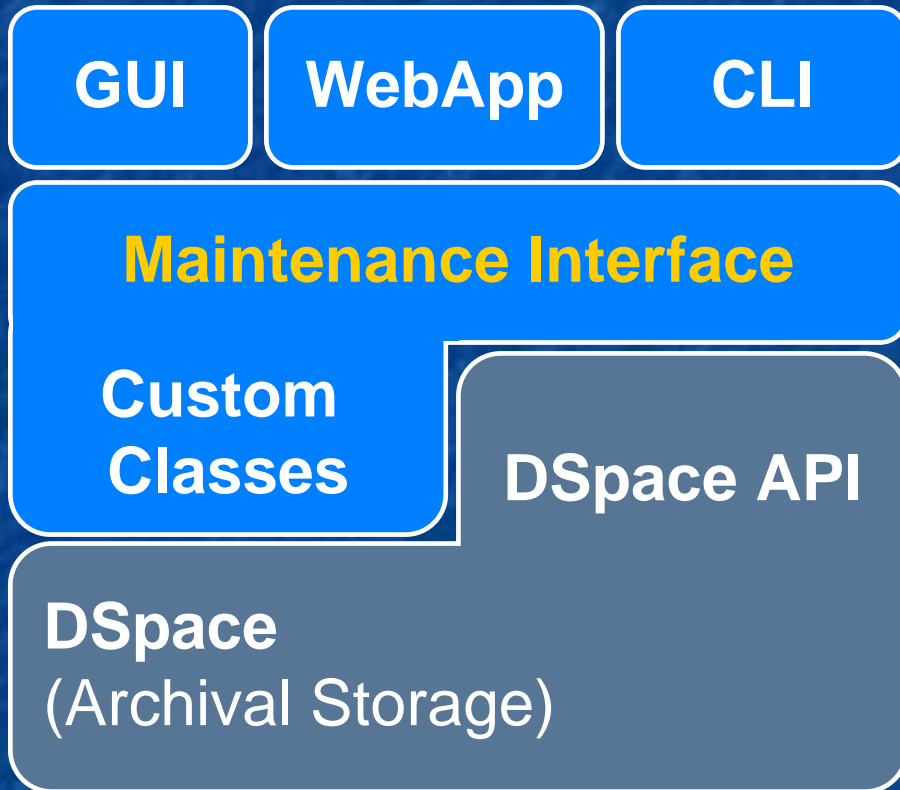 GUI
WebApp
CLI
Maintenance Interface
Custom
Classes
DSpace API
DSpace
(Archival Storage)